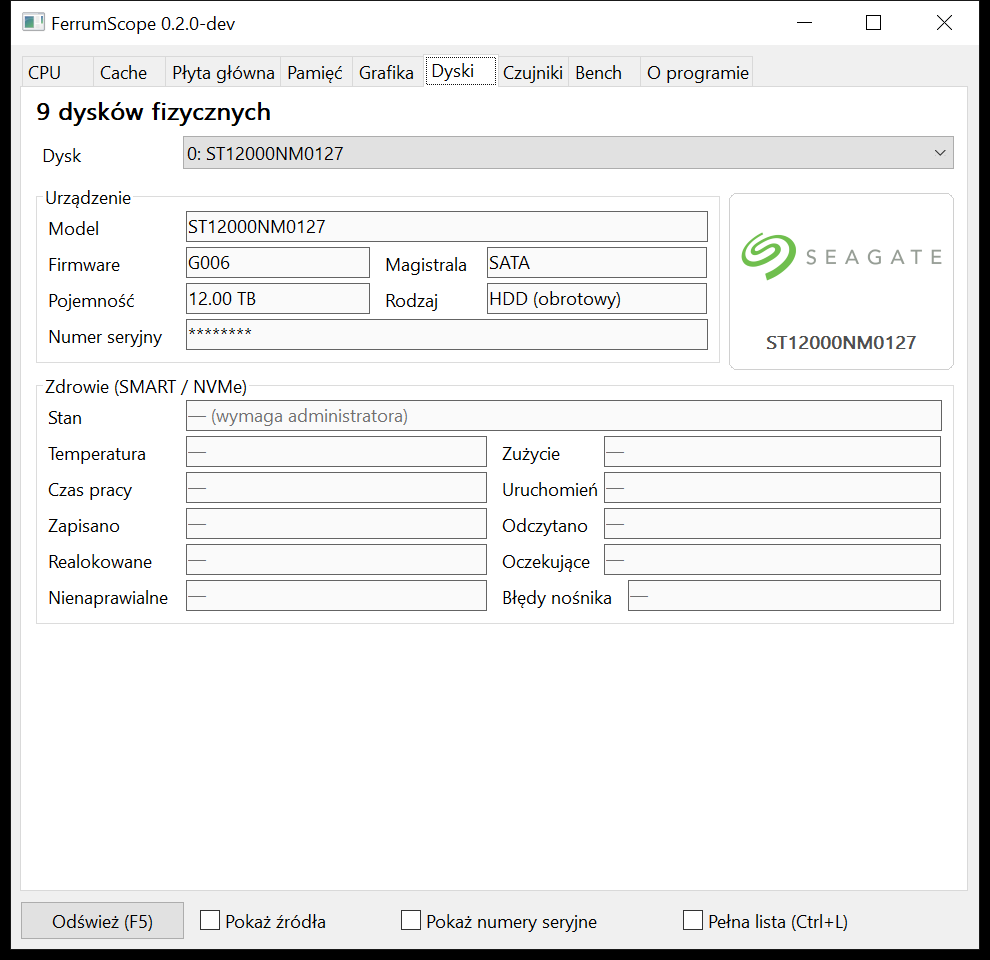 FerrumScope 0.2.0-dev
CPU Cache Płyta główna Pamięć Grafika Dyski Czujniki Bench O programie
9 dysków fizycznych
Dysk 0: ST12000NM0127
Urządzenie
Model ST12000NM0127
Firmware G006 Magistrala SATA
Pojemność 12.00 TB Rodzaj HDD (obrotowy)
Numer seryjny ********
SEAGATE
ST12000NM0127
Zdrowie (SMART / NVMe)
Stan — (wymaga administratora)
Temperatura — Zużycie —
Czas pracy — Uruchomień —
Zapisano — Odczytano —
Realokowane — Oczekujące —
Nienaprawialne — Błędy nośnika —
Odśwież (F5) Pokaż źródła Pokaż numery seryjne Pełna lista (Ctrl+L)